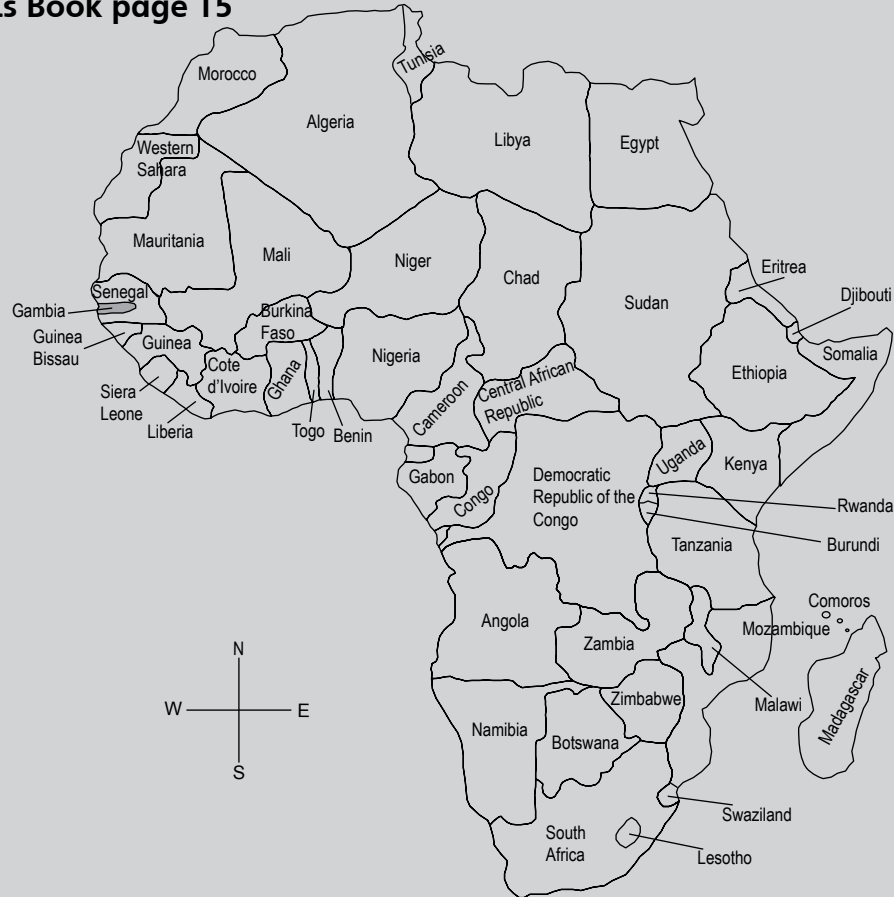 s Book page 15
Tunisia
Morocco
Algeria
Libya
Egypt
Western
Sahara
Mauritania
Mali
Niger
Chad
Sudan
Eritrea
Djibouti
Senegal
Gambia
Guinea
Bissau
Guinea
Burkina
Faso
Nigeria
Somalia
Ethiopia
Siera
Leone
Liberia
Cote
d'Ivoire
Ghana
Togo
Benin
Cameroon
Central African
Republic
Uganda
Kenya
Gabon
Congo
Democratic
Republic of the
Congo
Rwanda
Burundi
Tanzania
Angola
Zambia
Comoros
Mozambique
Malawi
Madagascar
Zimbabwe
Namibia
Botswana
Swaziland
South
Africa
Lesotho
N
W
E
S